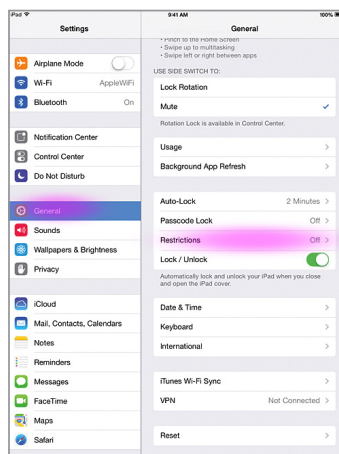 iPad 9:41 AM 100%
Settings
Airplane Mode
Wi-Fi AppleWiFi
Bluetooth On
Notification Center
Control Center
Do Not Disturb
General
Sounds
Wallpapers & Brightness
Privacy
iCloud
Mail, Contacts, Calendars
Notes
Reminders
Messages
FaceTime
Maps
Safari
General
• Pinch to the Home Screen
• Swipe up to multitasking
• Swipe left or right between apps
USE SIDE SWITCH TO:
Lock Rotation
Mute
Rotation Lock is available in Control Center.
Usage
Background App Refresh
Auto-Lock 2 Minutes
Passcode Lock Off
Restrictions Off
Lock / Unlock
Automatically lock and unlock your iPad when you close
and open the iPad cover.
Date & Time
Keyboard
International
iTunes Wi-Fi Sync
VPN Not Connected
Reset